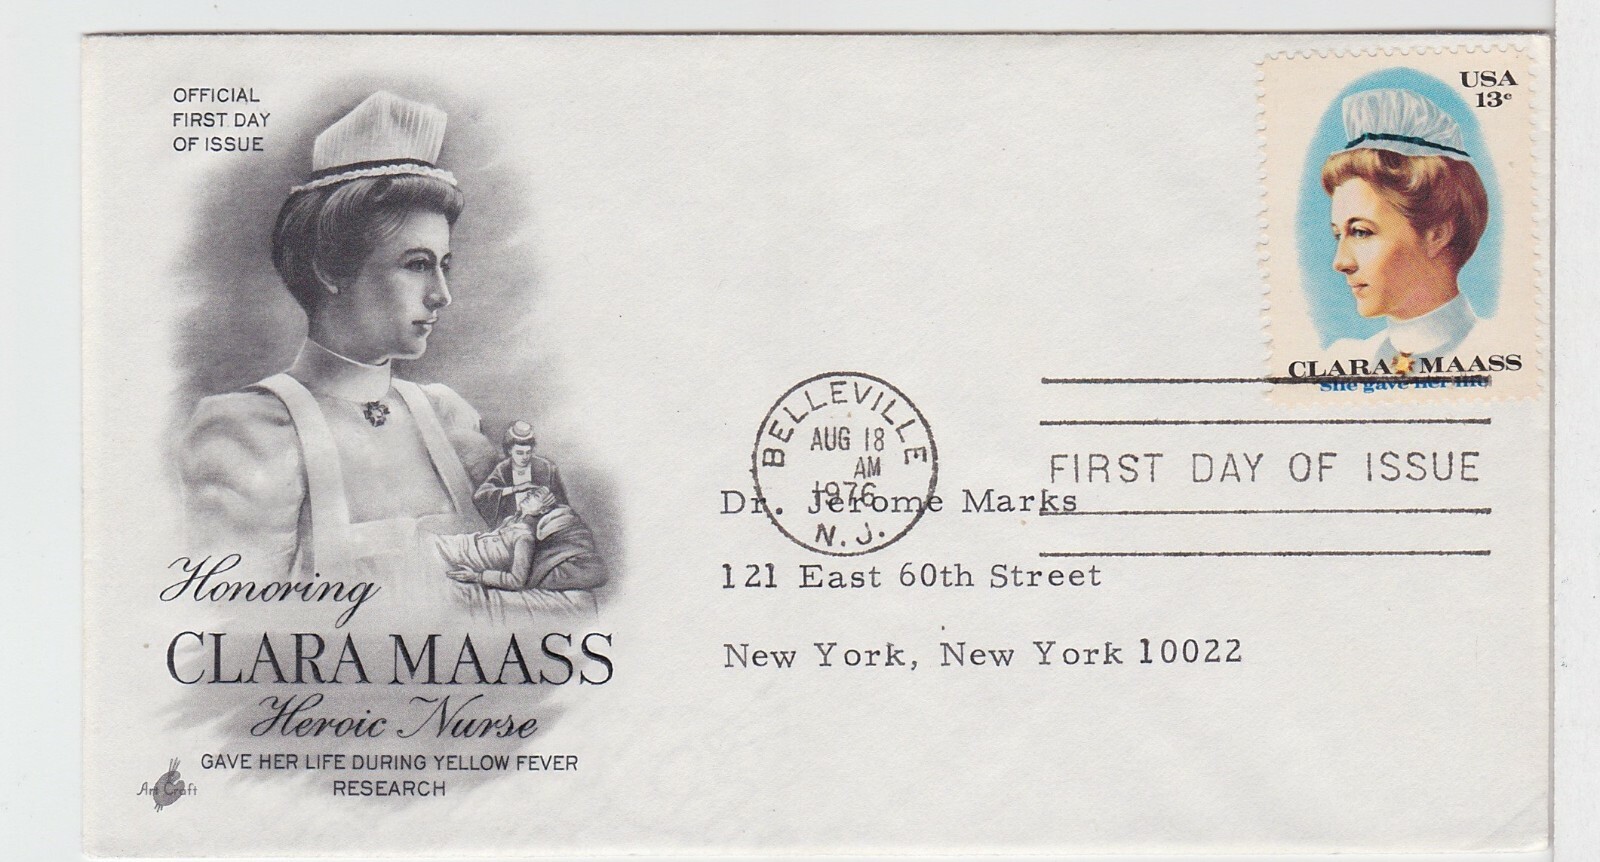 OFFICIAL
FIRST DAY
OF ISSUE
USA
13c
CLARA MAASS
She gave her life
BELLEVILLE
AUG 18
AM
1976
N. J.
FIRST DAY OF ISSUE
Dr. Jerome Marks
121 East 60th Street
New York, New York 10022
Honoring
CLARA MAASS
Heroic Nurse
GAVE HER LIFE DURING YELLOW FEVER
RESEARCH
Art Craft